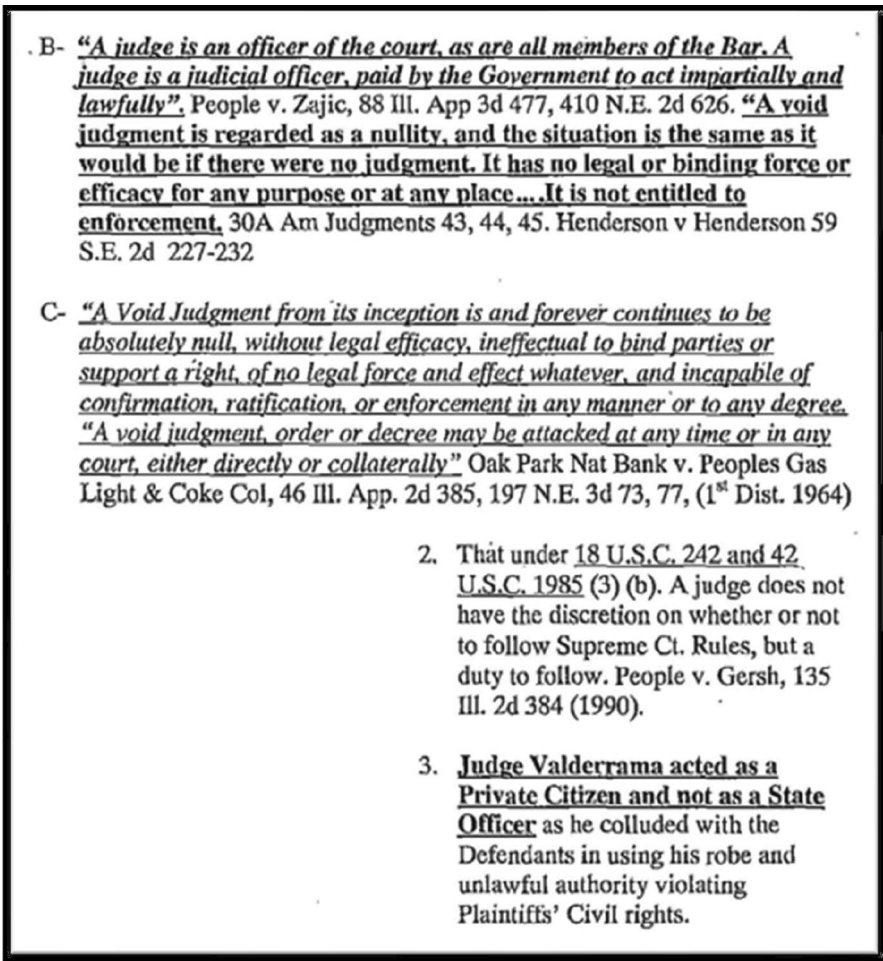 B- “A judge is an officer of the court, as are all members of the Bar. A
judge is a judicial officer, paid by the Government to act impartially and
lawfully”. People v. Zajic, 88 Ill. App 3d 477, 410 N.E. 2d 626. “A void
judgment is regarded as a nullity, and the situation is the same as it
would be if there were no judgment. It has no legal or binding force or
efficacy for any purpose or at any place....It is not entitled to
enforcement. 30A Am Judgments 43, 44, 45. Henderson v Henderson 59
S.E. 2d 227-232
C- “A Void Judgment from its inception is and forever continues to be
absolutely null, without legal efficacy, ineffectual to bind parties or
support a right, of no legal force and effect whatever, and incapable of
confirmation, ratification, or enforcement in any manner or to any degree.
“A void judgment, order or decree may be attacked at any time or in any
court, either directly or collaterally” Oak Park Nat Bank v. Peoples Gas
Light & Coke Col, 46 Ill. App. 2d 385, 197 N.E. 3d 73, 77, (1st Dist. 1964)
2. That under 18 U.S.C. 242 and 42
U.S.C. 1985 (3) (b). A judge does not
have the discretion on whether or not
to follow Supreme Ct. Rules, but a
duty to follow. People v. Gersh, 135
Ill. 2d 384 (1990).
3. Judge Valderrama acted as a
Private Citizen and not as a State
Officer as he colluded with the
Defendants in using his robe and
unlawful authority violating
Plaintiffs’ Civil rights.